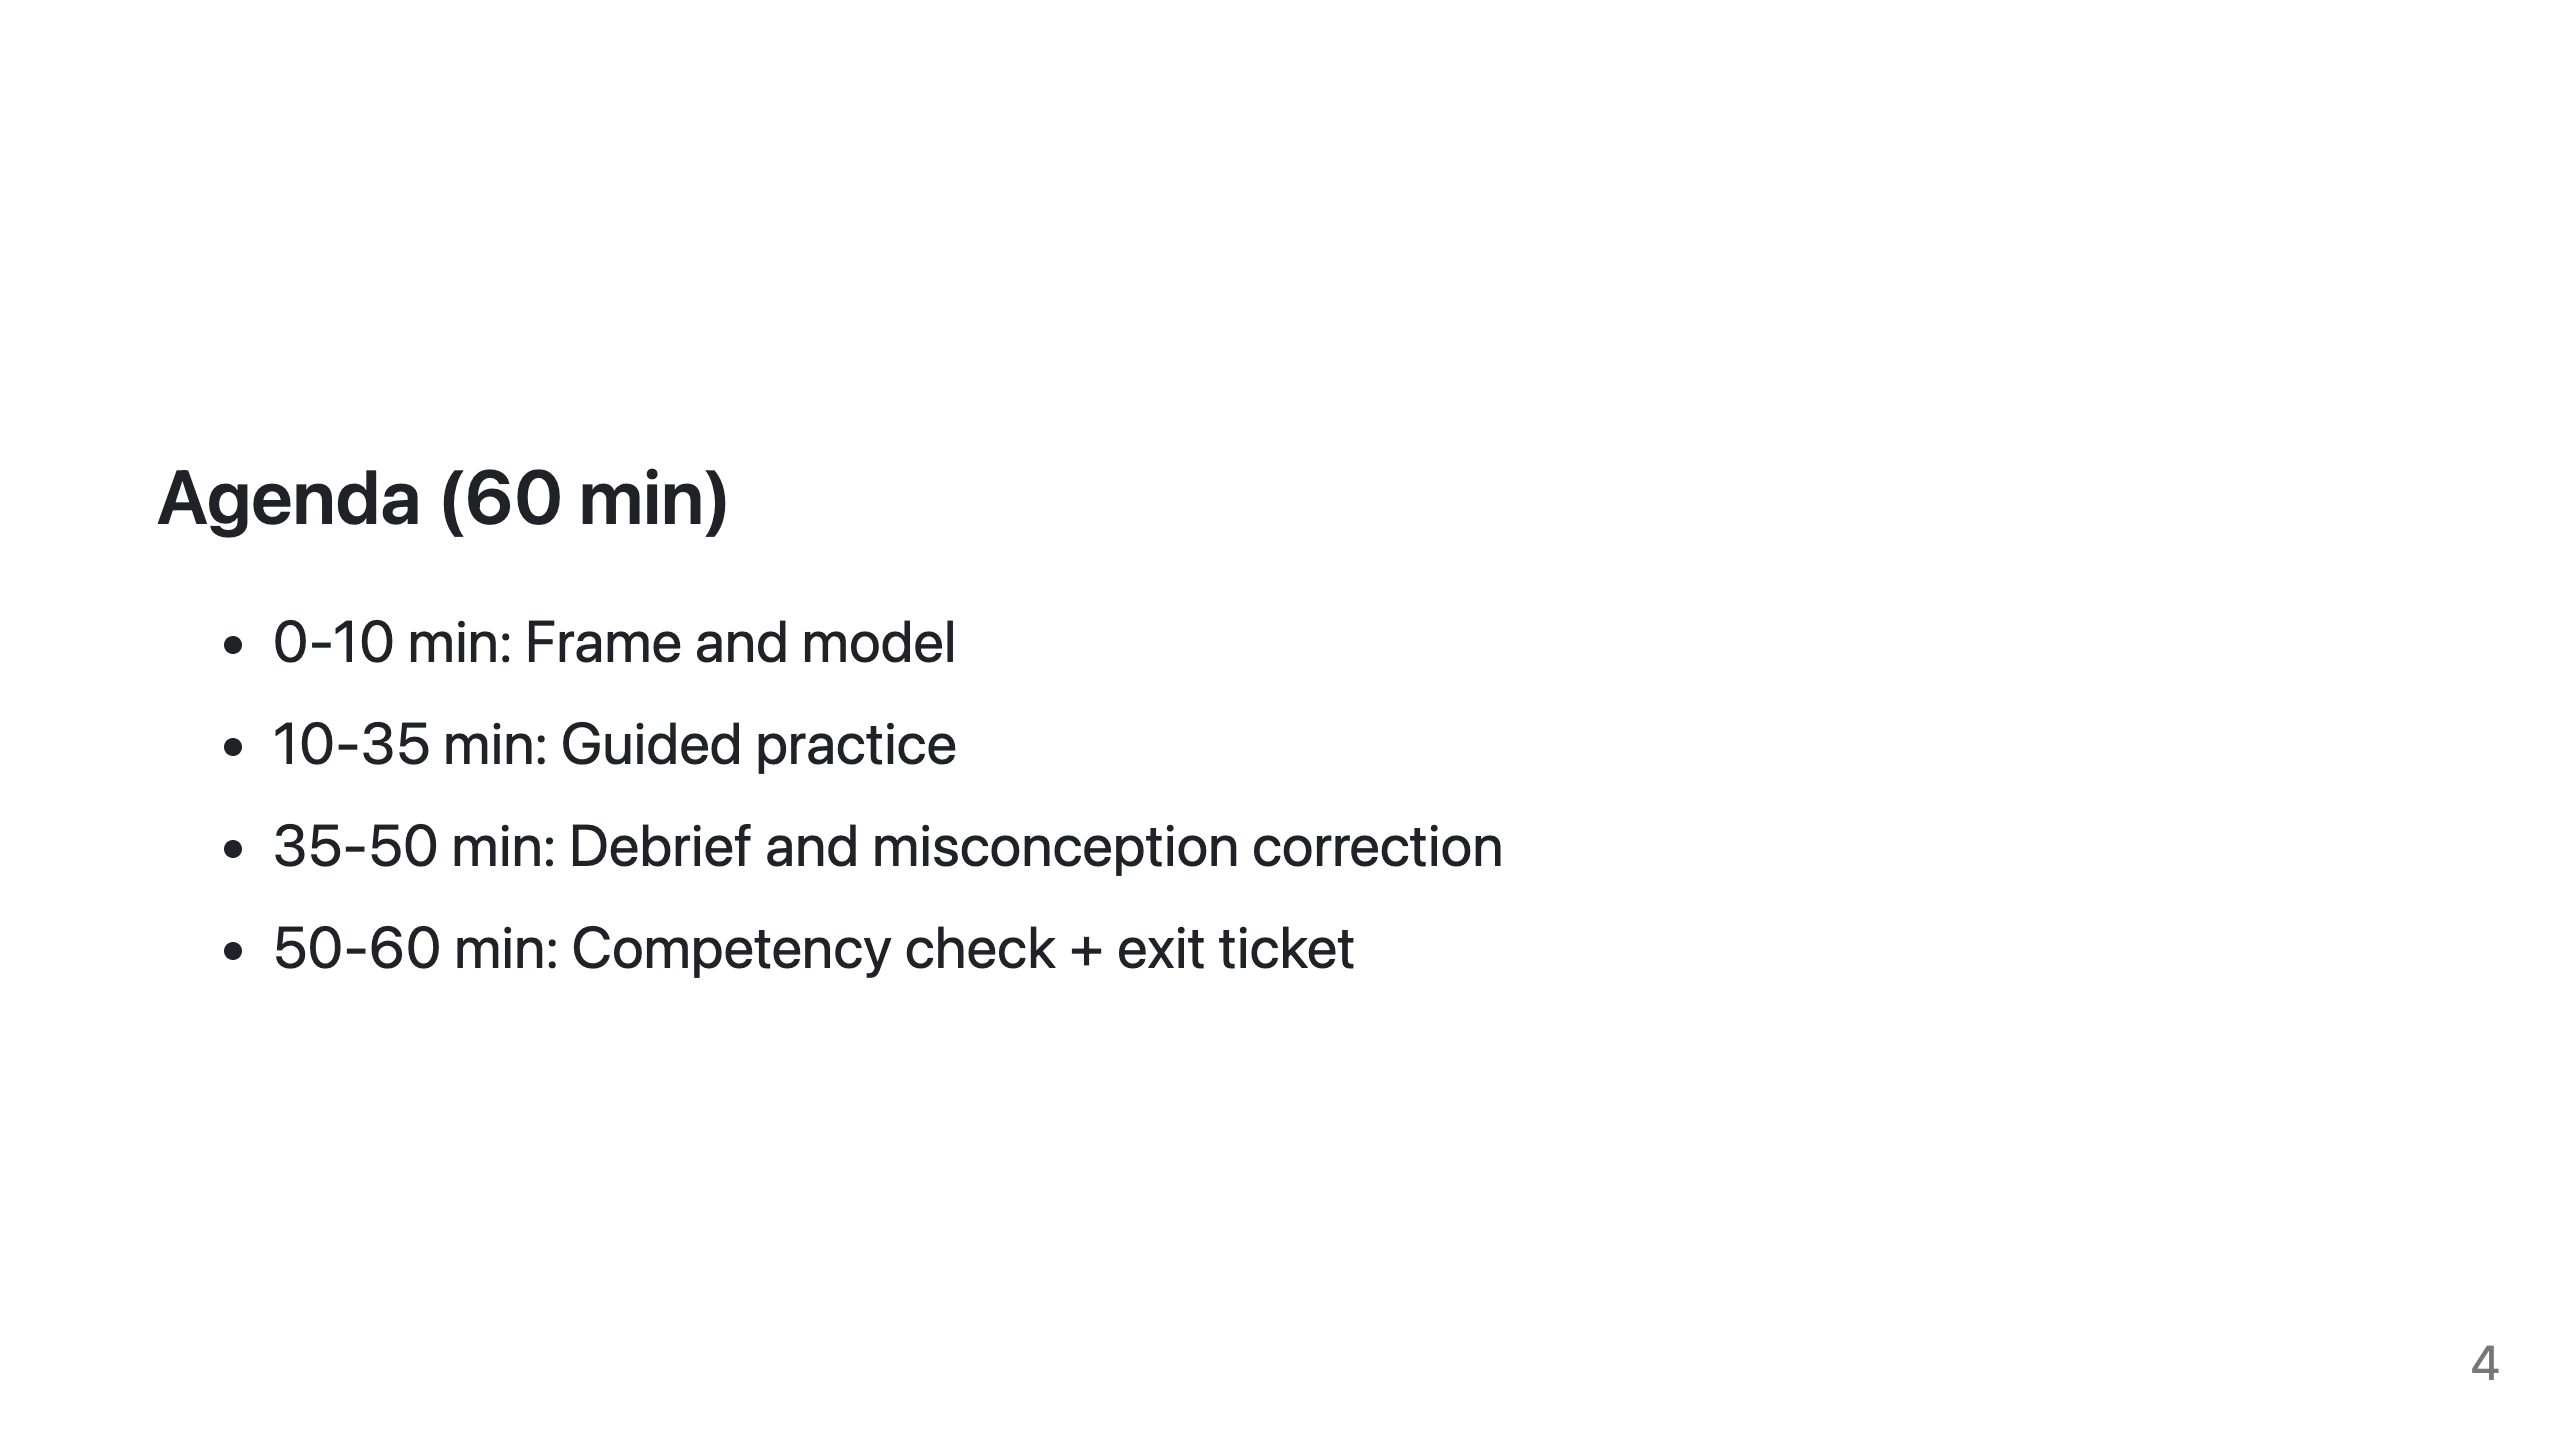 Agenda (60 min)
• 0-10 min: Frame and model
• 10-35 min: Guided practice
• 35-50 min: Debrief and misconception correction
• 50-60 min: Competency check + exit ticket
4